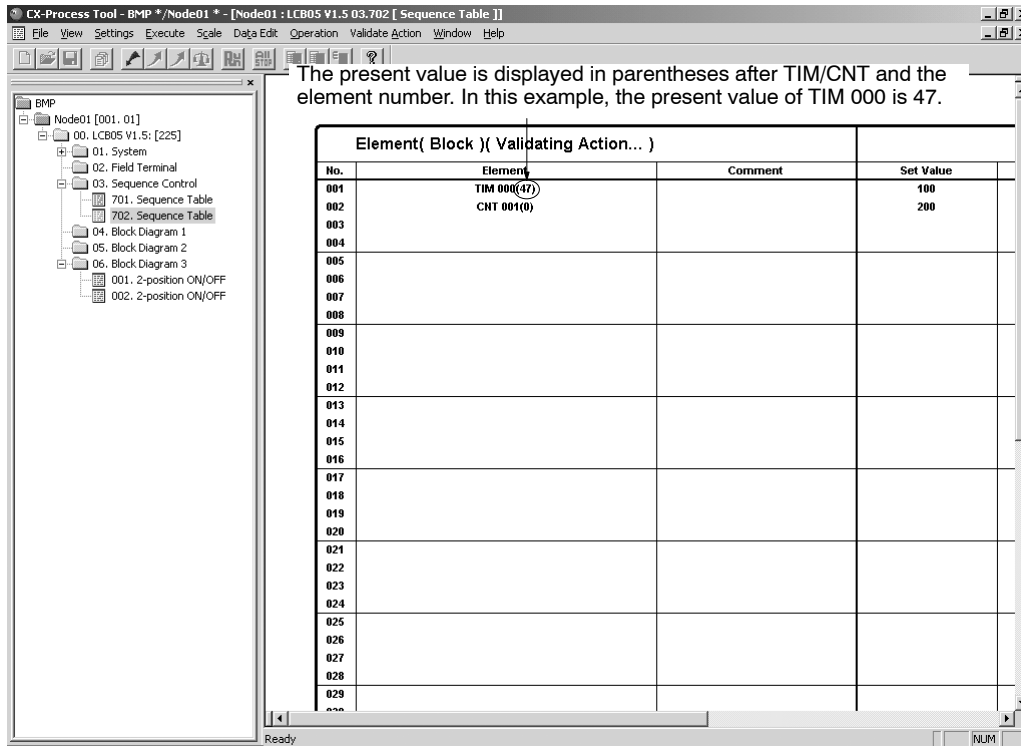 CX-Process Tool - BMP */Node01 * - [Node01 : LCB05 V1.5 03.702 [ Sequence Table ]]
File View Settings Execute Scale Data Edit Operation Validate Action Window Help
All STOP
The present value is displayed in parentheses after TIM/CNT and the
element number. In this example, the present value of TIM 000 is 47.
BMP
Node01 [001. 01]
00. LCB05 V1.5: [225]
01. System
02. Field Terminal
03. Sequence Control
701. Sequence Table
702. Sequence Table
04. Block Diagram 1
05. Block Diagram 2
06. Block Diagram 3
001. 2-position ON/OFF
002. 2-position ON/OFF
Element( Block )( Validating Action... )
No. Element Comment Set Value
001 TIM 000(47) 100
002 CNT 001(0) 200
003
004
005
006
007
008
009
010
011
012
013
014
015
016
017
018
019
020
021
022
023
024
025
026
027
028
029
Ready NUM